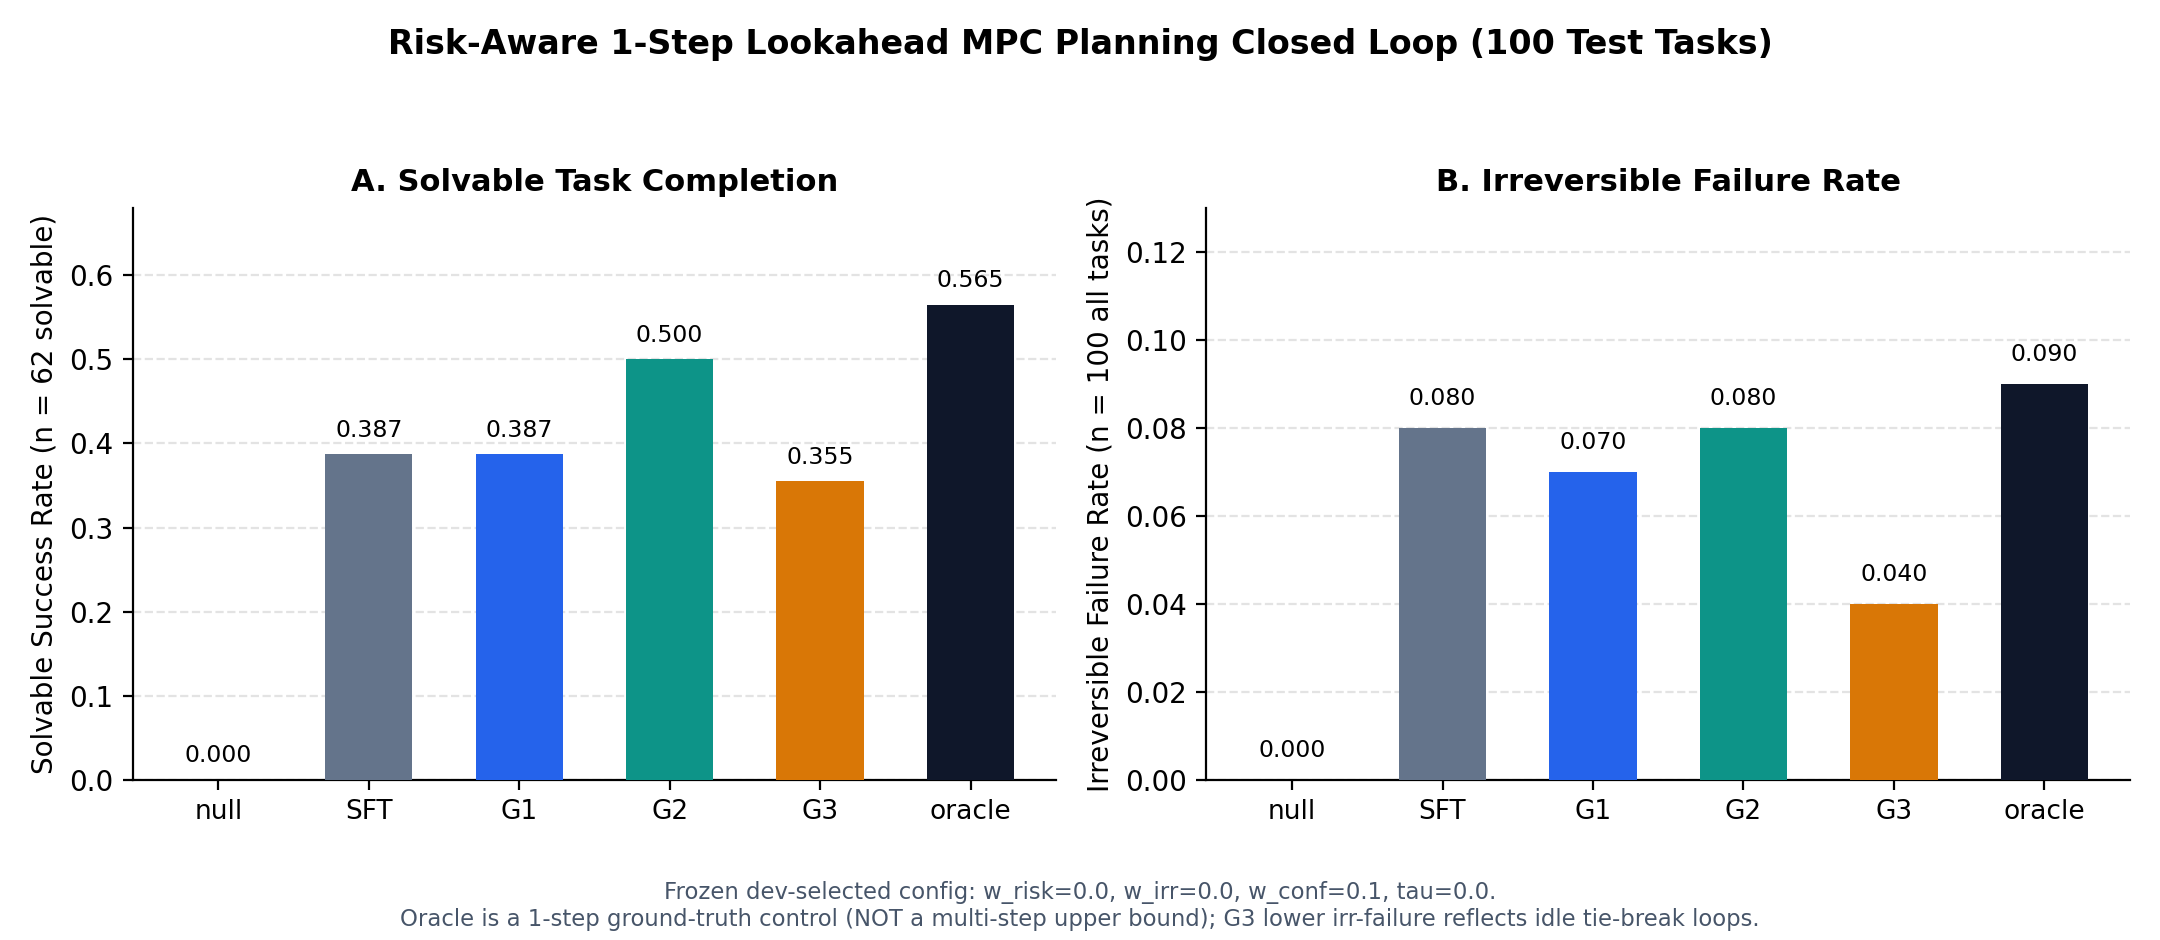 Risk-Aware 1-Step Lookahead MPC Planning Closed Loop (100 Test Tasks)
A. Solvable Task Completion
Solvable Success Rate (n = 62 solvable)
0.6
0.5
0.4
0.3
0.2
0.1
0.0
0.000
0.387
0.387
0.500
0.355
0.565
null SFT G1 G2 G3 oracle
B. Irreversible Failure Rate
Irreversible Failure Rate (n = 100 all tasks)
0.12
0.10
0.08
0.06
0.04
0.02
0.00
0.000
0.080
0.070
0.080
0.040
0.090
null SFT G1 G2 G3 oracle
Frozen dev-selected config: w_risk=0.0, w_irr=0.0, w_conf=0.1, tau=0.0.
Oracle is a 1-step ground-truth control (NOT a multi-step upper bound); G3 lower irr-failure reflects idle tie-break loops.